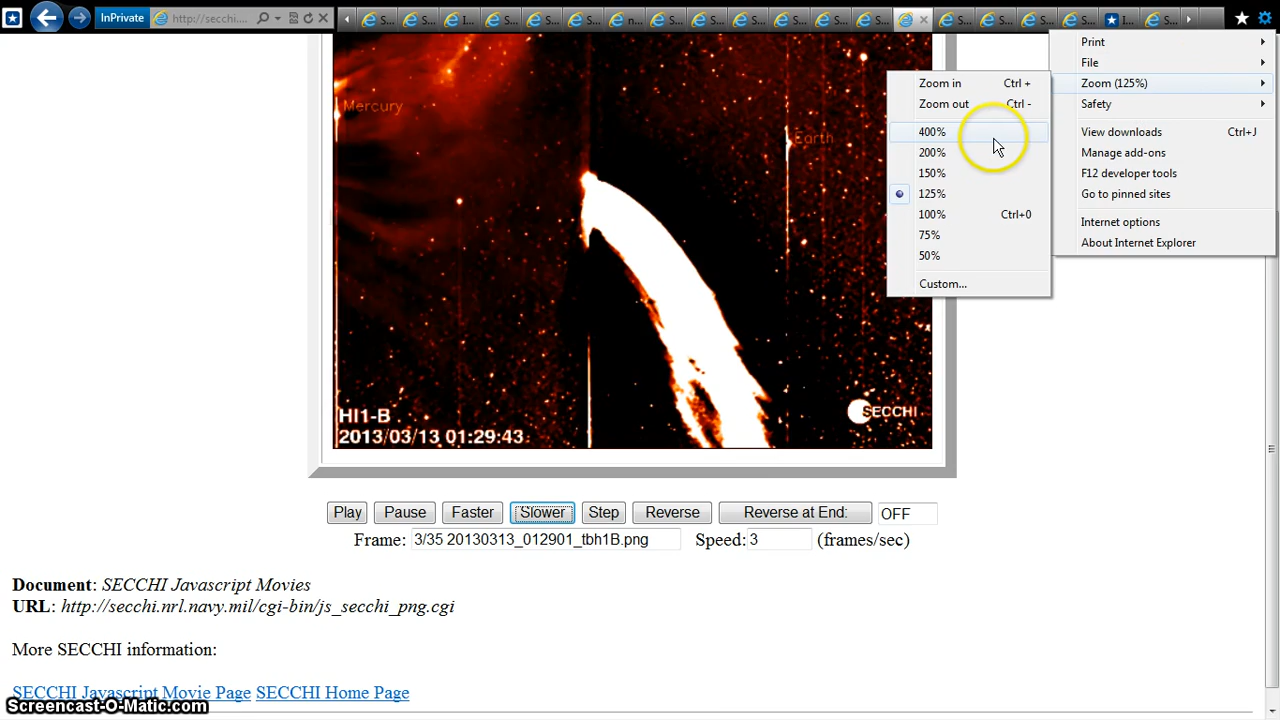 InPrivate http://secchi.
S... S... I... S... S... S... n... S... S... S... S... S... S... S... S... S... S... I... S...
Print
File
Zoom (125%)
Safety
View downloads Ctrl+J
Manage add-ons
F12 developer tools
Go to pinned sites
Internet options
About Internet Explorer
Zoom in Ctrl +
Zoom out Ctrl -
400%
200%
150%
125%
100% Ctrl+0
75%
50%
Custom...
Mercury
Earth
SECCHI
HI1-B
2013/03/13 01:29:43
Play Pause Faster Slower Step Reverse Reverse at End: OFF
Frame: 3/35 20130313_012901_tbh1B.png Speed: 3 (frames/sec)
Document: SECCHI Javascript Movies
URL: http://secchi.nrl.navy.mil/cgi-bin/js_secchi_png.cgi
More SECCHI information:
SECCHI Javascript Movie Page SECCHI Home Page
Screencast-O-Matic.com